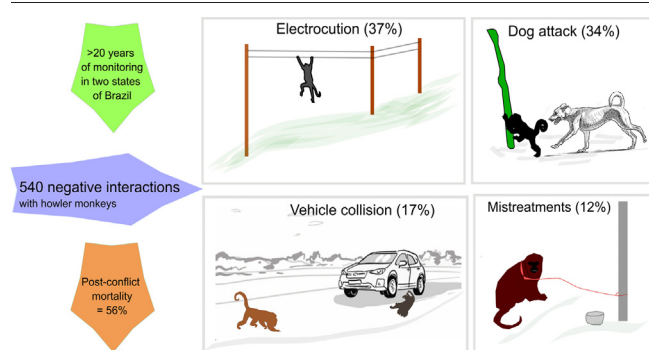 >20 years
of monitoring
in two states
of Brazil
540 negative interactions
with howler monkeys
Post-conflict
mortality
= 56%
Electrocution (37%)
Dog attack (34%)
Vehicle collision (17%)
Mistreatments (12%)